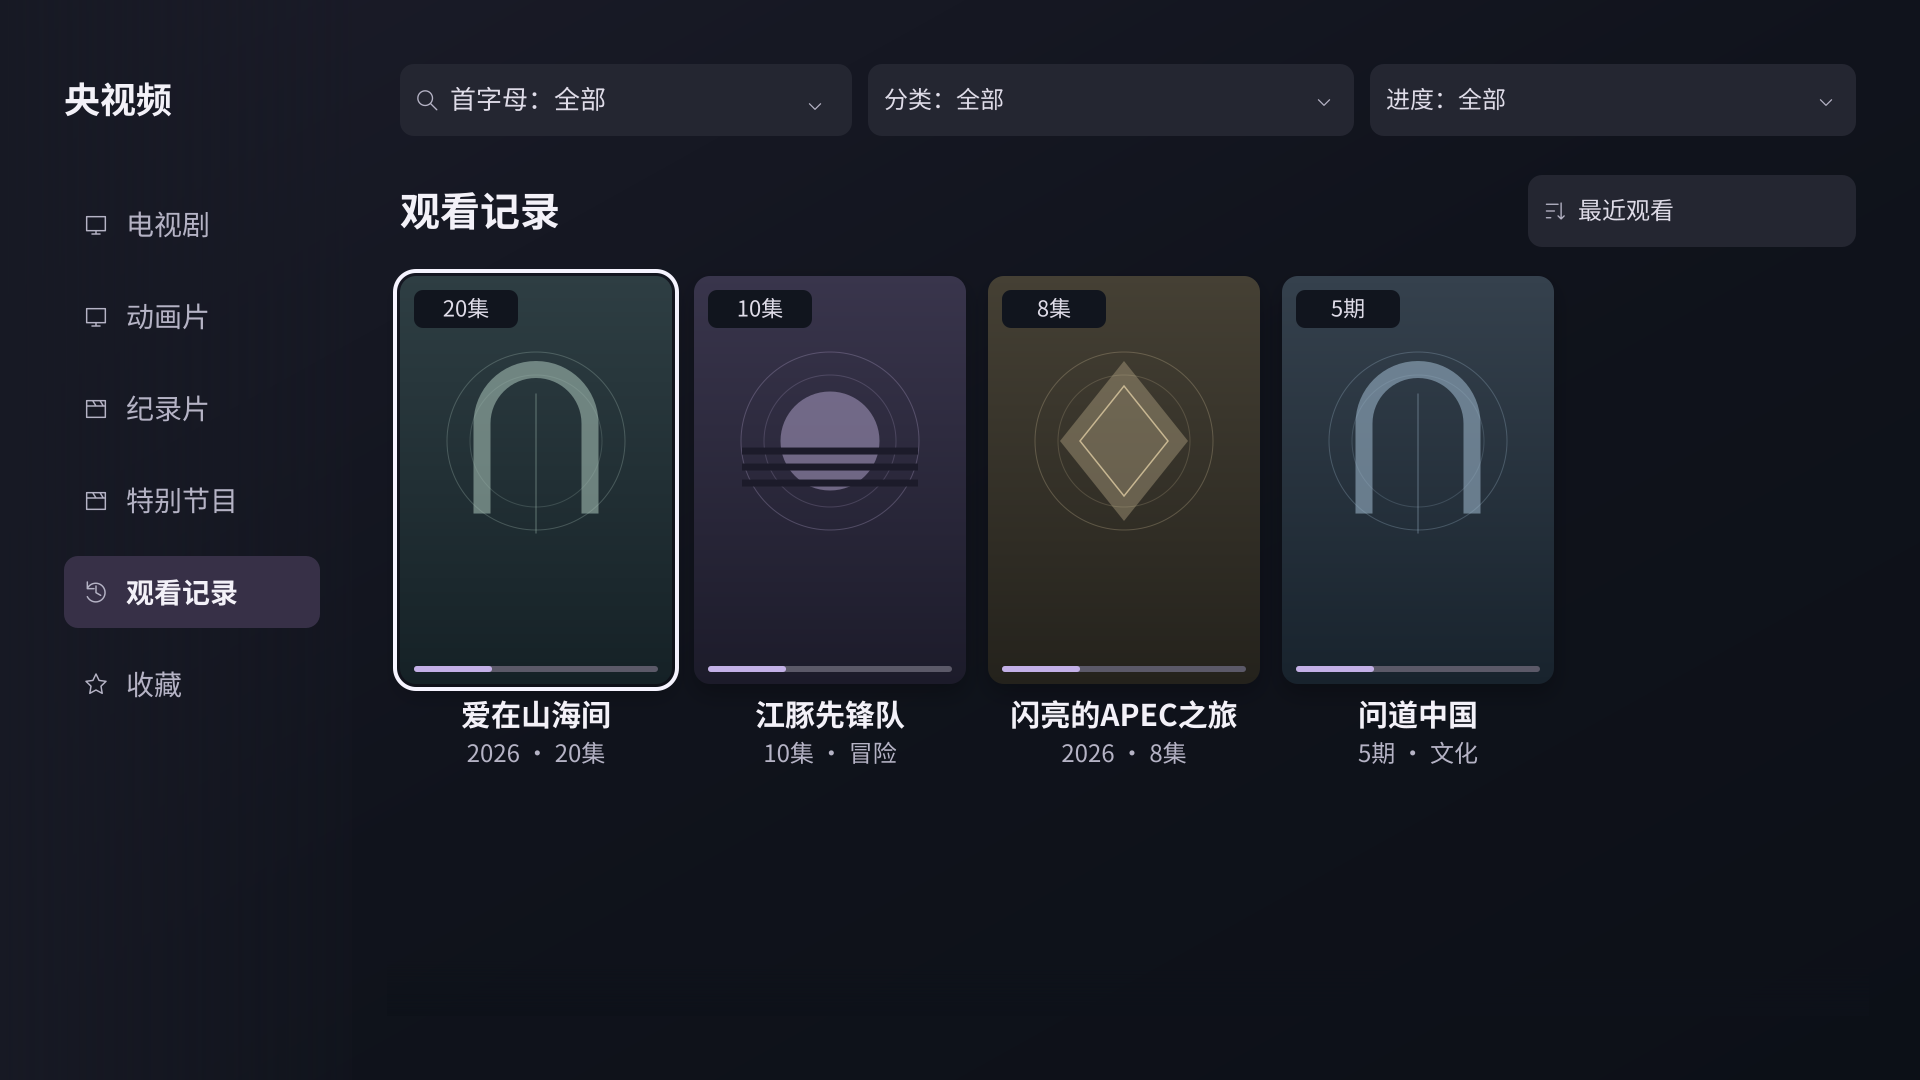 央视频
首字母：全部
分类：全部
进度：全部
电视剧
动画片
纪录片
特别节目
观看记录
收藏
观看记录
最近观看
20集
10集
8集
5期
爱在山海间
2026 • 20集
江豚先锋队
10集 • 冒险
闪亮的APEC之旅
2026 • 8集
问道中国
5期 • 文化